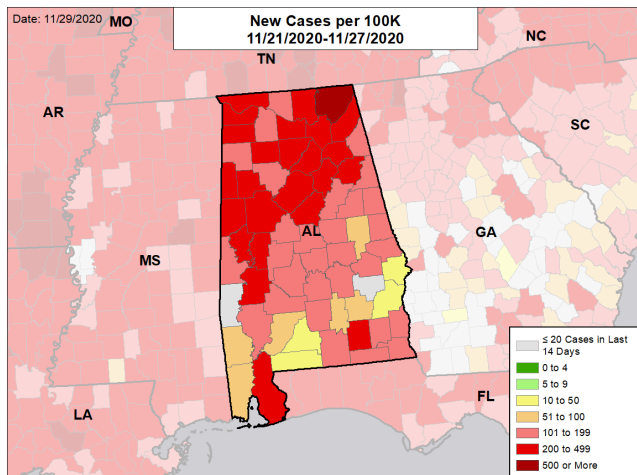 Date: 11/29/2020
New Cases per 100K
11/21/2020-11/27/2020
MO
NC
TN
AR
SC
AL
MS
GA
LA
FL
≤ 20 Cases in Last
14 Days
0 to 4
5 to 9
10 to 50
51 to 100
101 to 199
200 to 499
500 or More